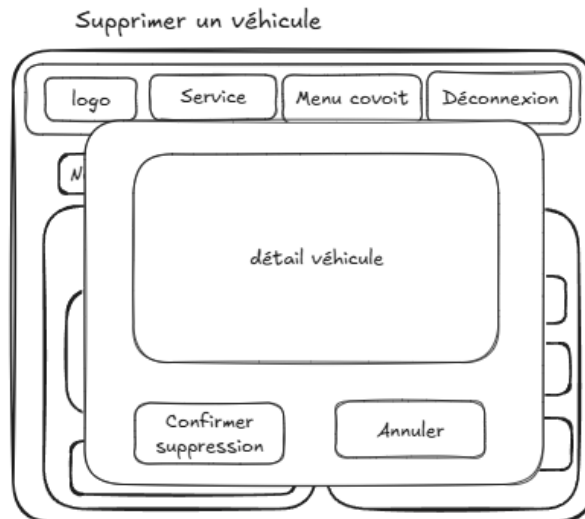 Supprimer un véhicule
logo
Service
Menu covoit
Déconnexion
détail véhicule
Confirmer
suppression
Annuler